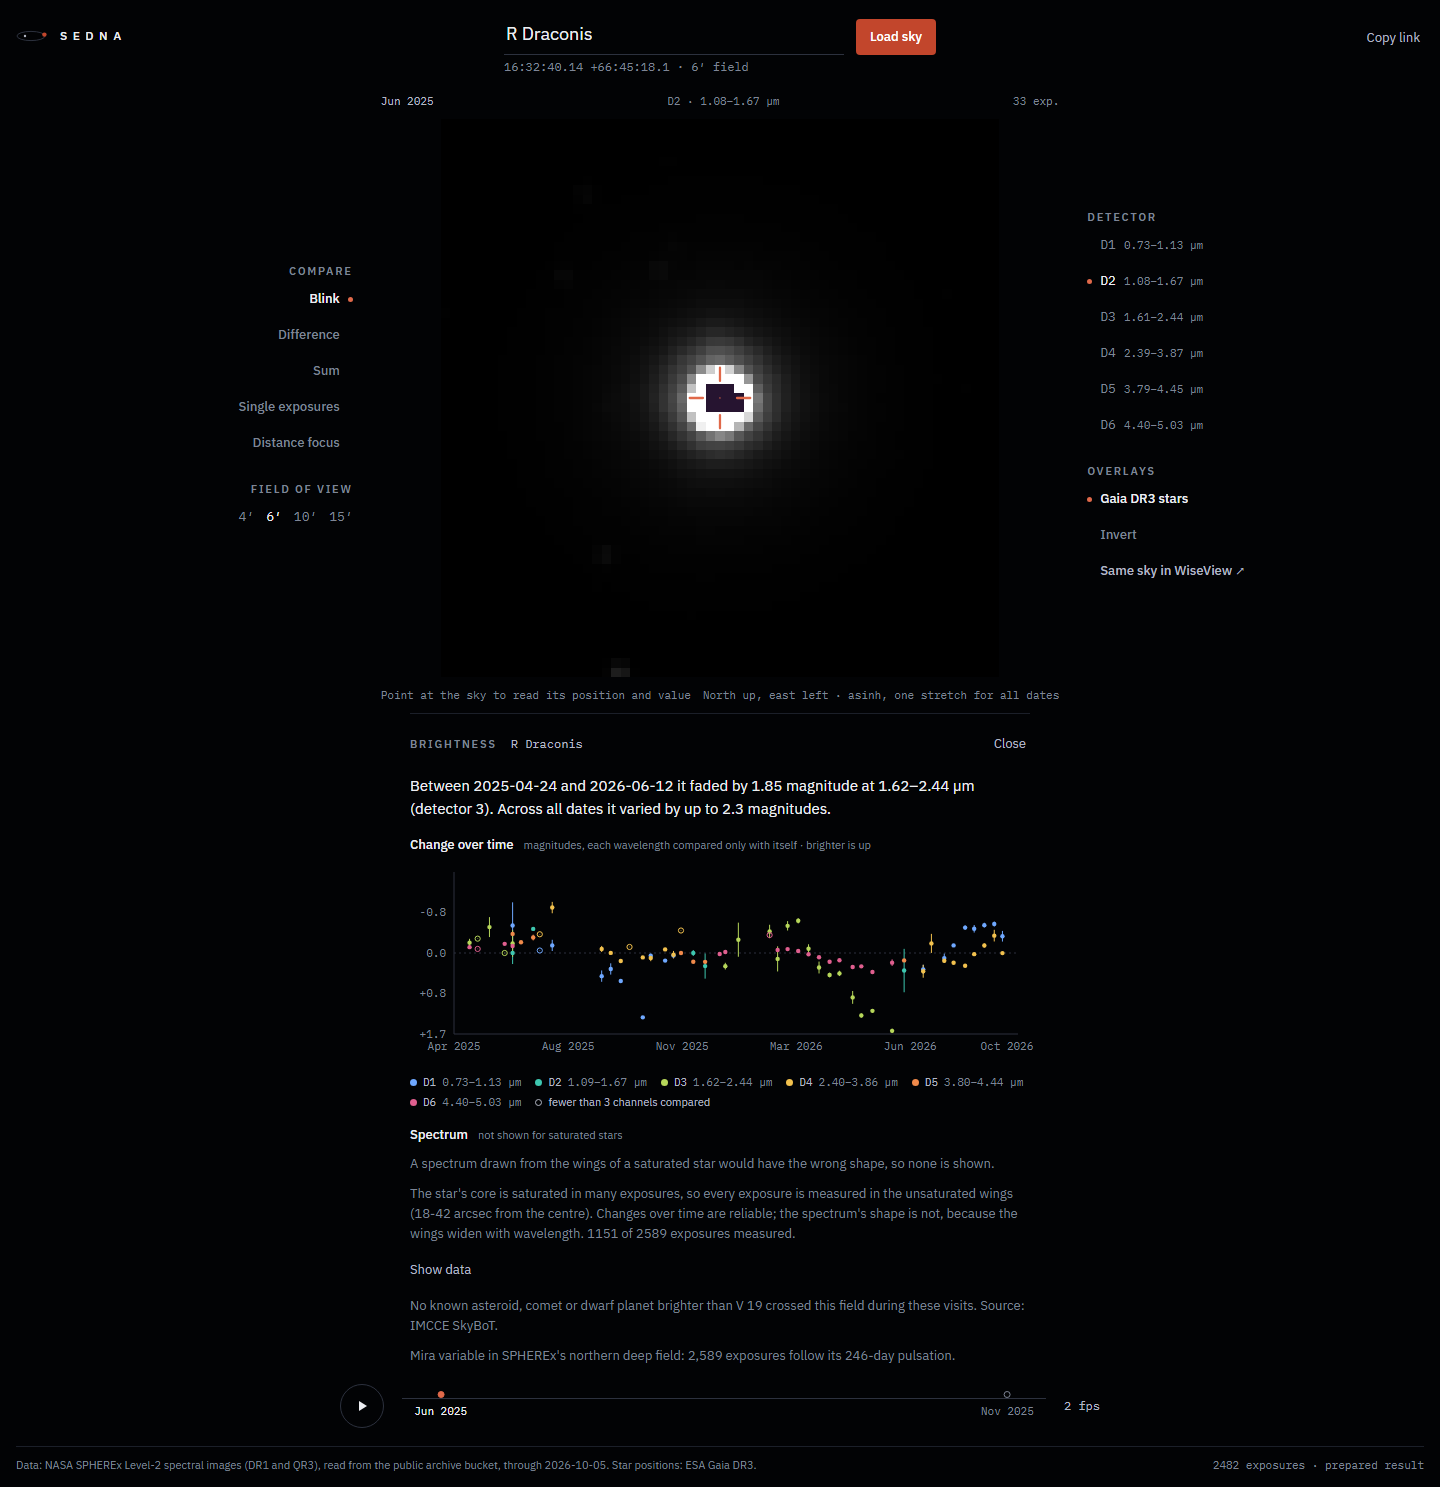 SEDNA
R Draconis
Load sky
Copy link
16:32:40.14 +66:45:18.1 · 6′ field
Jun 2025
D2 · 1.08–1.67 µm
33 exp.
COMPARE
Blink
Difference
Sum
Single exposures
Distance focus
FIELD OF VIEW
4′ 6′ 10′ 15′
DETECTOR
D1 0.73–1.13 µm
D2 1.08–1.67 µm
D3 1.61–2.44 µm
D4 2.39–3.87 µm
D5 3.79–4.45 µm
D6 4.40–5.03 µm
OVERLAYS
Gaia DR3 stars
Invert
Same sky in WiseView ↗
Point at the sky to read its position and value
North up, east left · asinh, one stretch for all dates
BRIGHTNESS R Draconis
Close
Between 2025-04-24 and 2026-06-12 it faded by 1.85 magnitude at 1.62–2.44 µm
(detector 3). Across all dates it varied by up to 2.3 magnitudes.
Change over time magnitudes, each wavelength compared only with itself · brighter is up
-0.8
0.0
+0.8
+1.7
Apr 2025 Aug 2025 Nov 2025 Mar 2026 Jun 2026 Oct 2026
D1 0.73–1.13 µm D2 1.09–1.67 µm D3 1.62–2.44 µm D4 2.40–3.86 µm D5 3.80–4.44 µm
D6 4.40–5.03 µm fewer than 3 channels compared
Spectrum not shown for saturated stars
A spectrum drawn from the wings of a saturated star would have the wrong shape, so none is shown.
The star's core is saturated in many exposures, so every exposure is measured in the unsaturated wings
(18-42 arcsec from the centre). Changes over time are reliable; the spectrum's shape is not, because the
wings widen with wavelength. 1151 of 2589 exposures measured.
Show data
No known asteroid, comet or dwarf planet brighter than V 19 crossed this field during these visits. Source:
IMCCE SkyBoT.
Mira variable in SPHEREx's northern deep field: 2,589 exposures follow its 246-day pulsation.
Jun 2025
Nov 2025
2 fps
Data: NASA SPHEREx Level-2 spectral images (DR1 and QR3), read from the public archive bucket, through 2026-10-05. Star positions: ESA Gaia DR3.
2482 exposures · prepared result